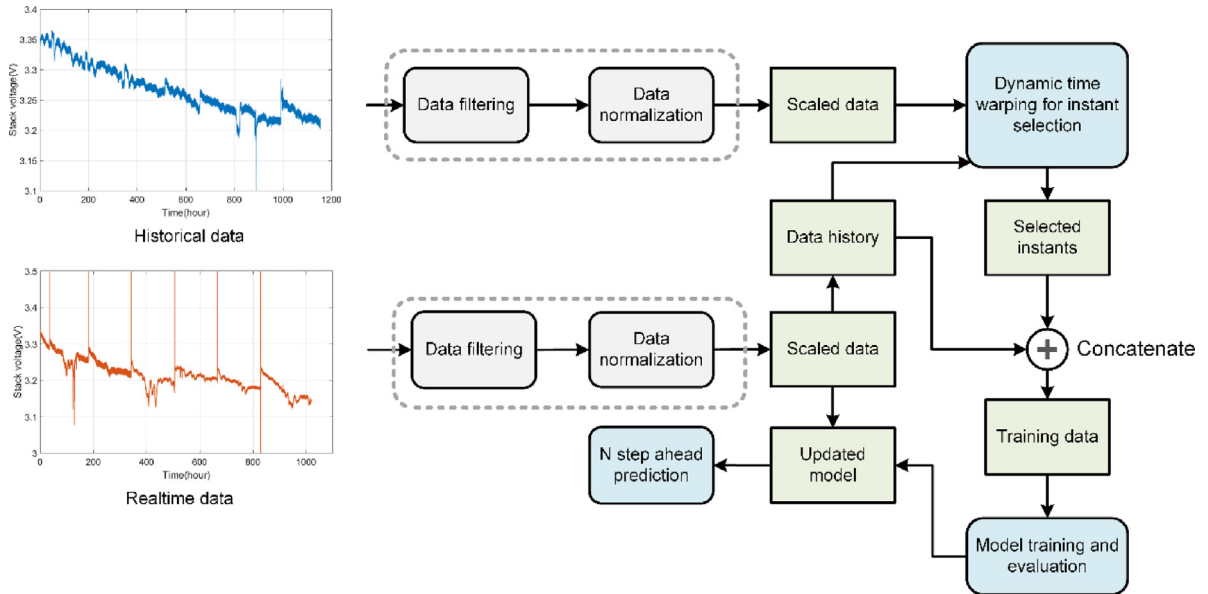 3.4
3.35
3.3
3.25
3.2
3.15
3.1
Stack voltage(V)
0 200 400 600 800 1000 1200
Time(hour)
Historical data
3.5
3.4
3.3
3.2
3.1
3
Stack voltage(V)
0 200 400 600 800 1000
Time(hour)
Realtime data
Data filtering
Data
normalization
Scaled data
Dynamic time
warping for instant
selection
Data history
Selected
instants
Data filtering
Data
normalization
Scaled data
+
Concatenate
N step ahead
prediction
Updated
model
Training data
Model training and
evaluation